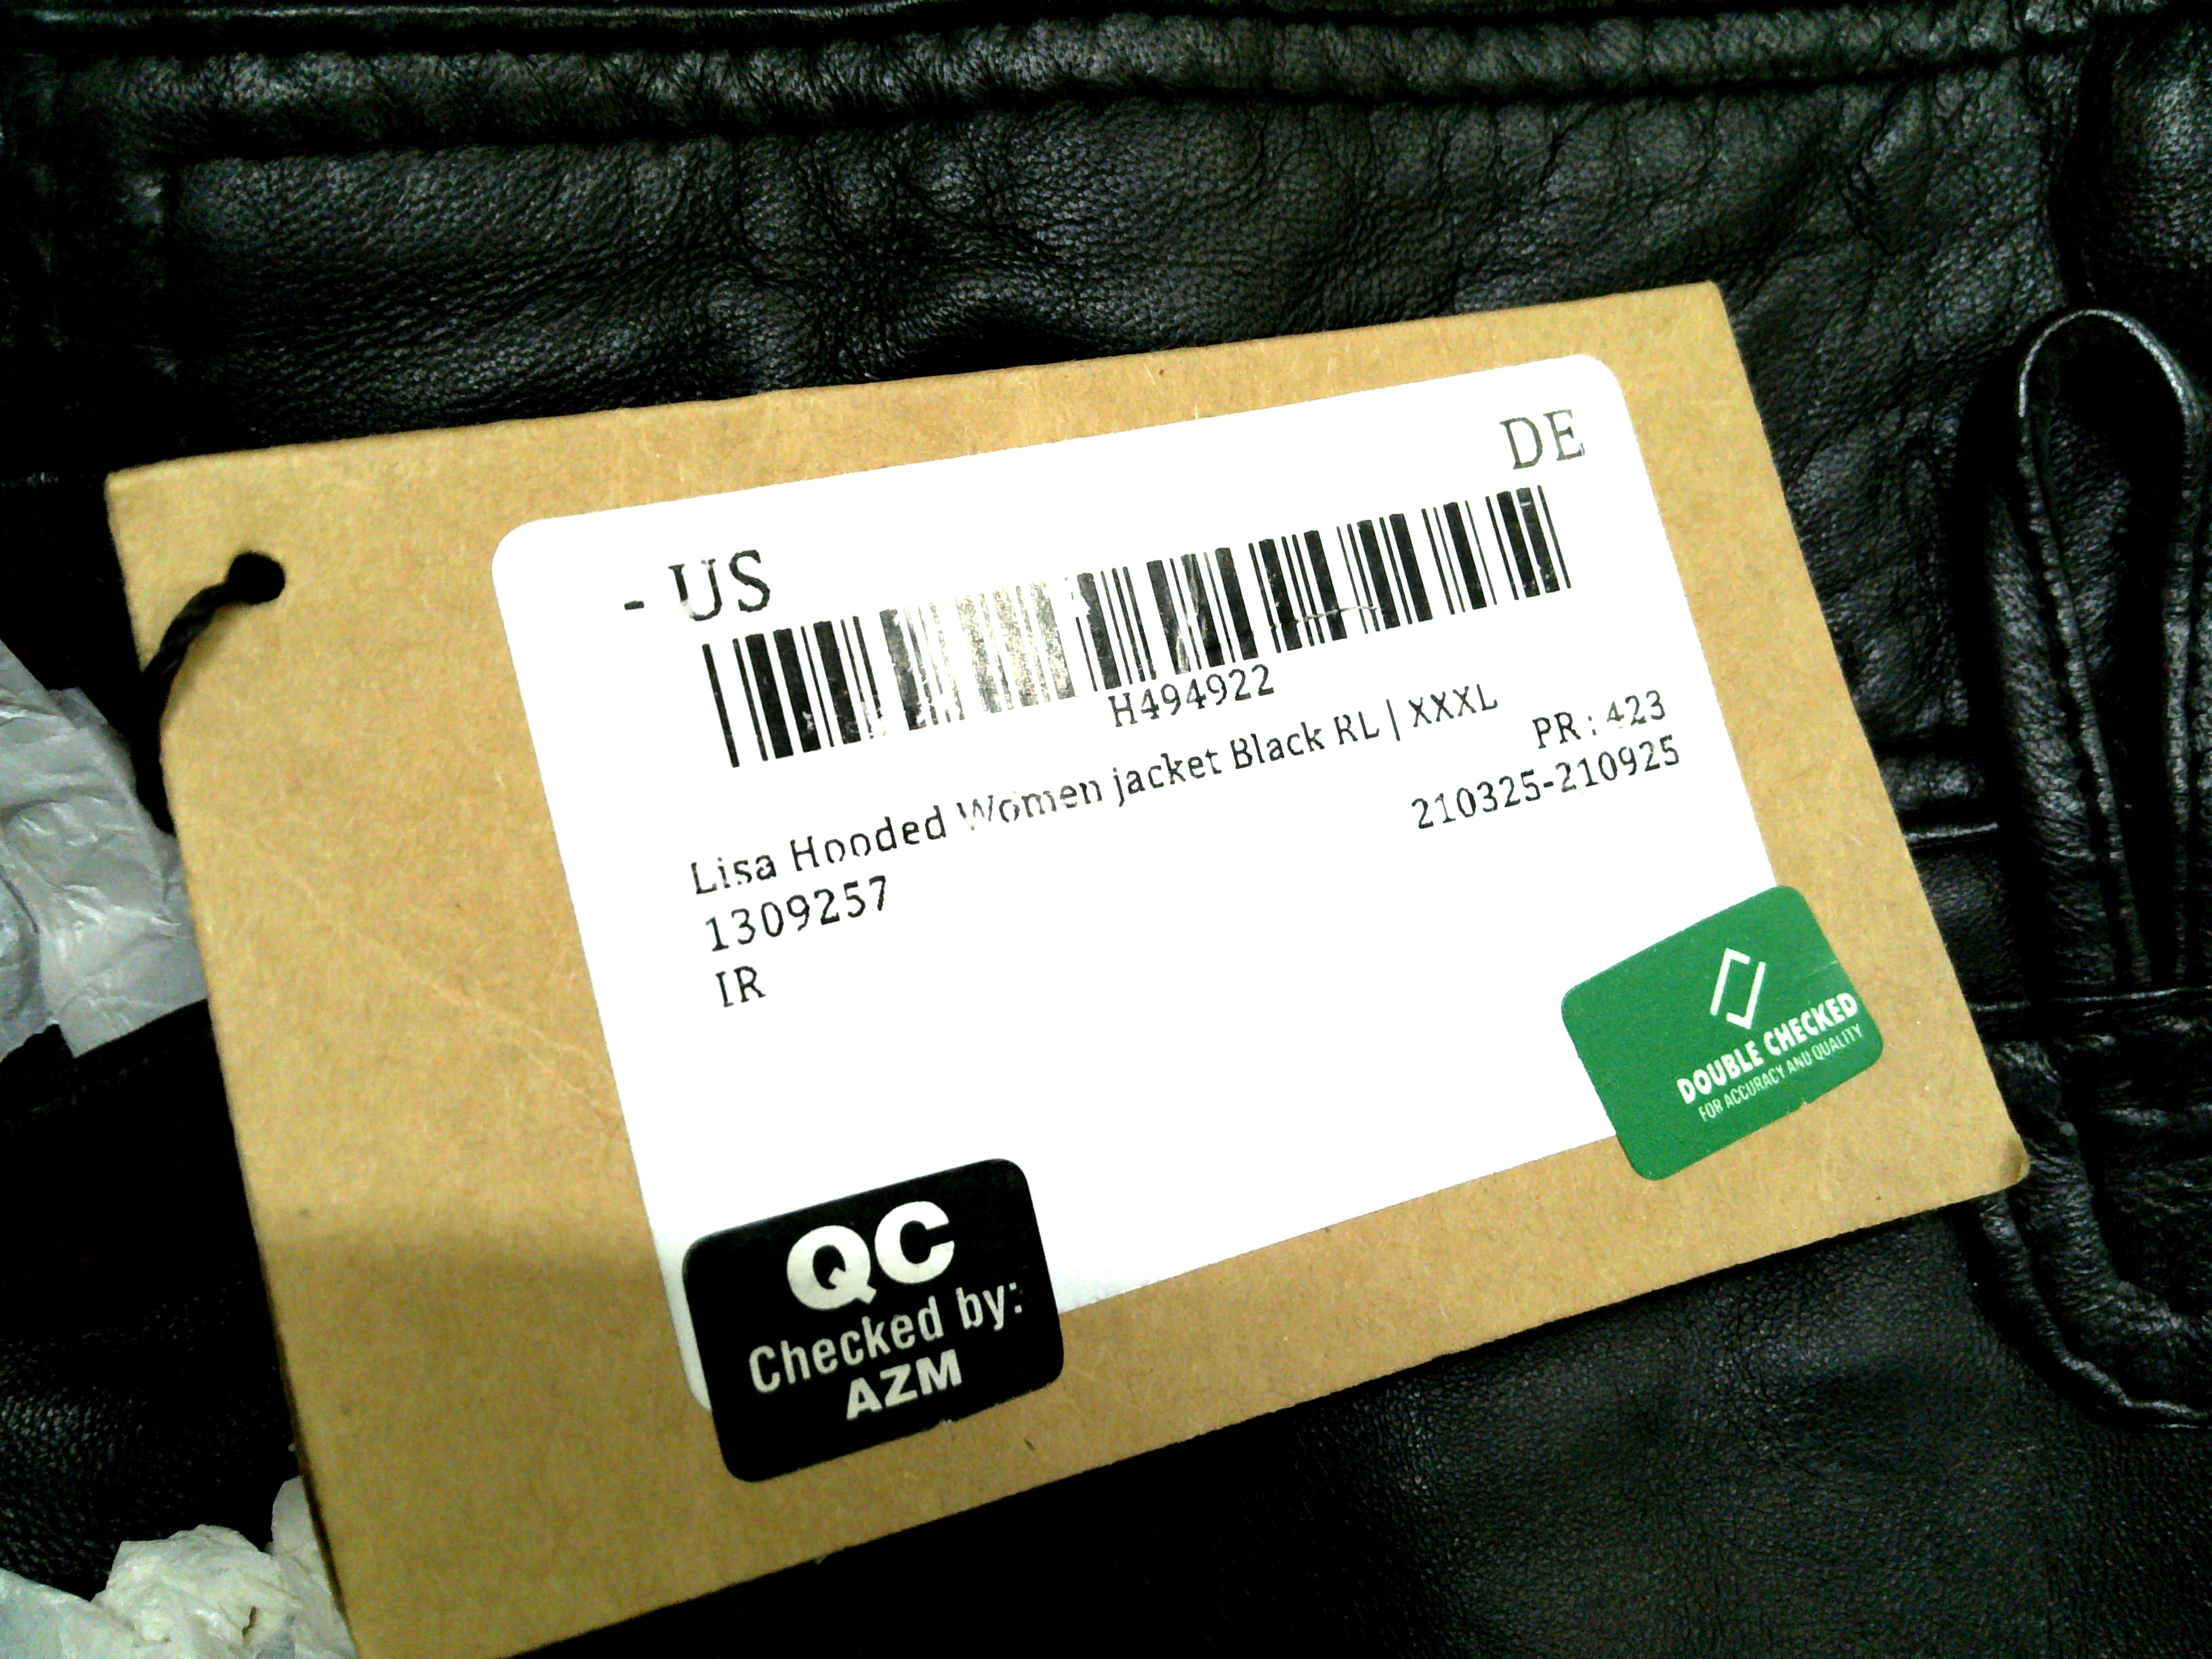 DE
- US
H494922
Lisa Hooded Women jacket Black RL | XXXL
PR : 423
1309257
210325-210925
IR
DOUBLE CHECKED
FOR ACCURACY AND QUALITY
QC
Checked by:
AZM